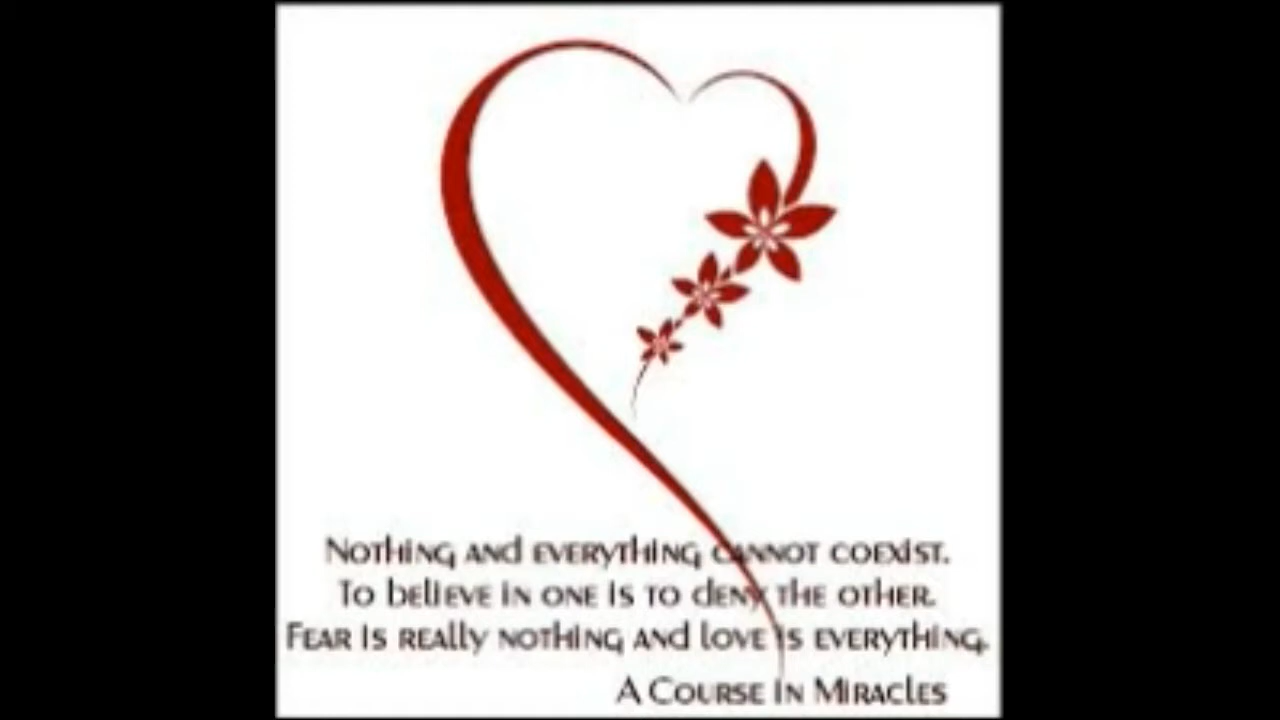 Nothing and everything cannot coexist.
To believe in one is to deny the other.
Fear is really nothing and love is everything.
A Course in Miracles